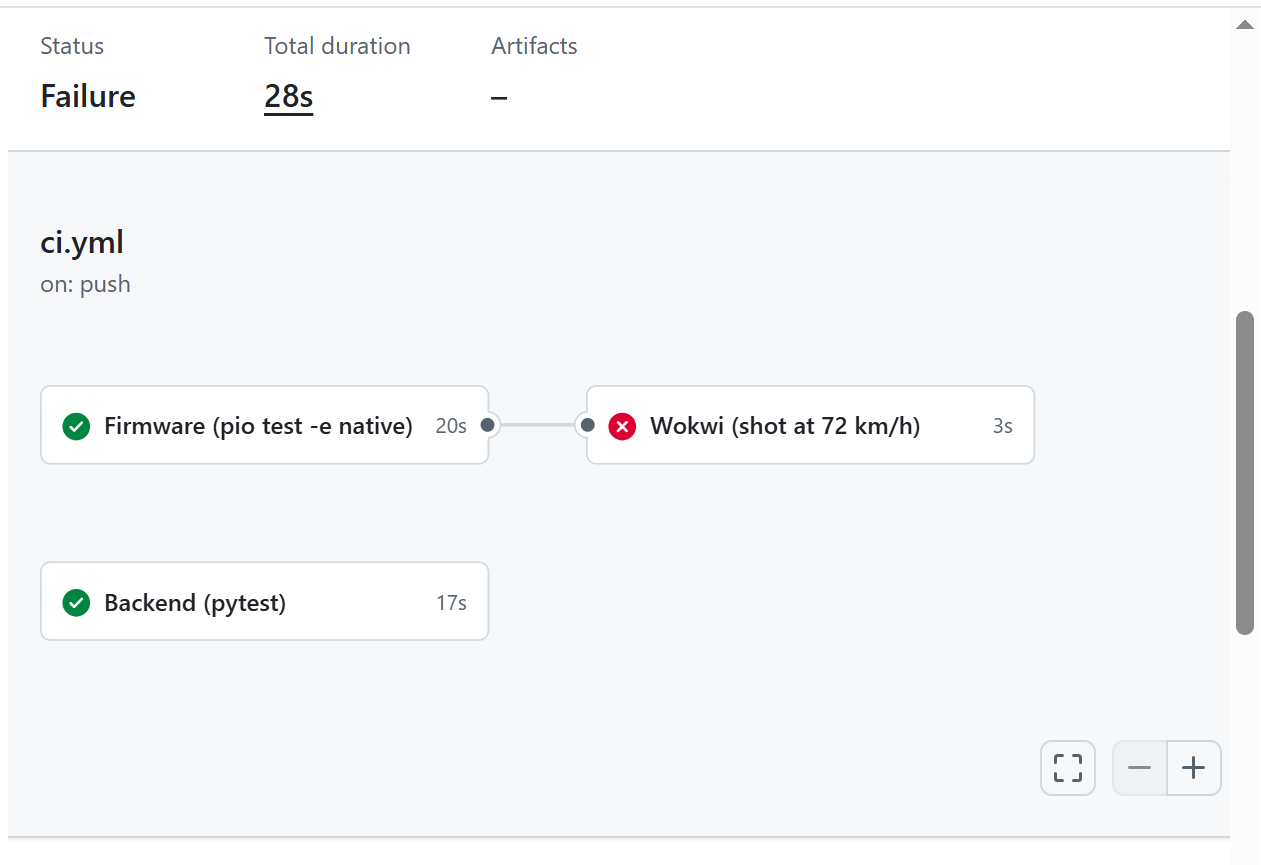 Status
Total duration
Artifacts
Failure
28s
–
ci.yml
on: push
Firmware (pio test -e native) 20s
Wokwi (shot at 72 km/h) 3s
Backend (pytest) 17s